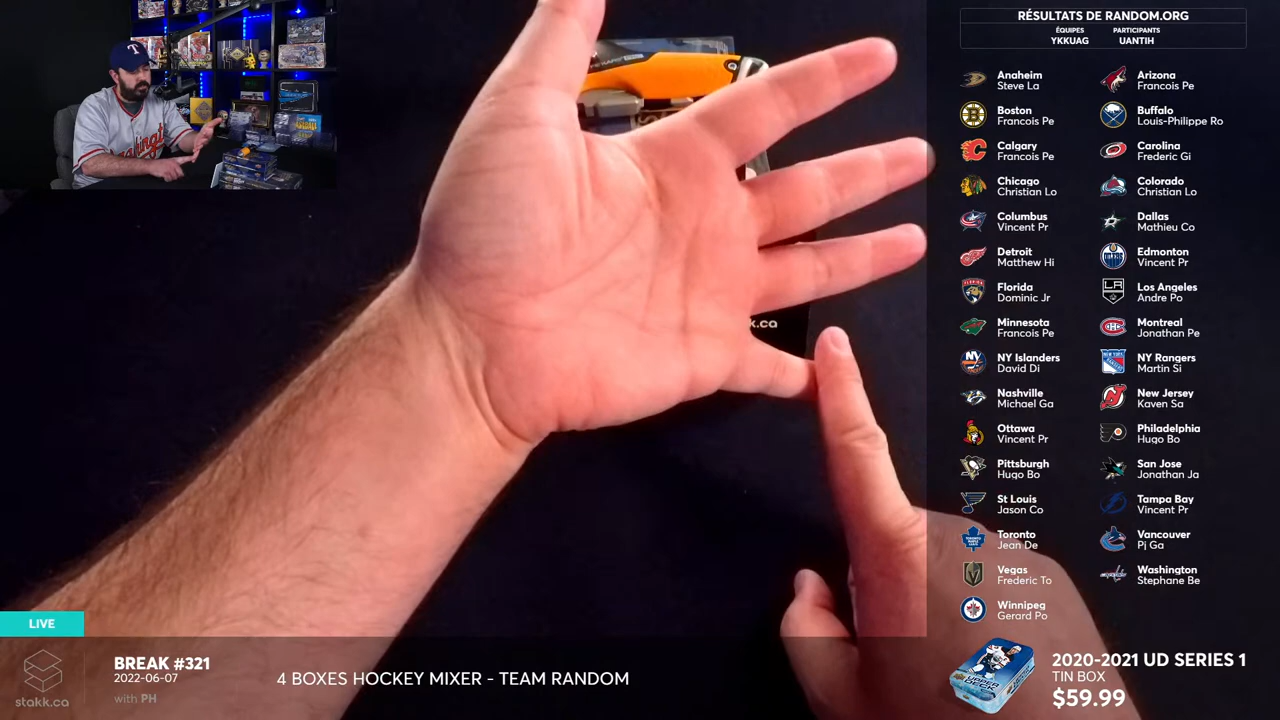 RÉSULTATS DE RANDOM.ORG
ÉQUIPES
YKKUAG
PARTICIPANTS
UANTIH
Anaheim
Steve La
Arizona
Francois Pe
Boston
Francois Pe
Buffalo
Louis-Philippe Ro
Calgary
Francois Pe
Carolina
Frederic Gi
Chicago
Christian Lo
Colorado
Christian Lo
Columbus
Vincent Pr
Dallas
Mathieu Co
Detroit
Matthew Hi
Edmonton
Vincent Pr
Florida
Dominic Jr
Los Angeles
Andre Po
Minnesota
Francois Pe
Montreal
Jonathan Pe
NY Islanders
David Di
NY Rangers
Martin Si
Nashville
Michael Ga
New Jersey
Kaven Sa
Ottawa
Vincent Pr
Philadelphia
Hugo Bo
Pittsburgh
Hugo Bo
San Jose
Jonathan Ja
St Louis
Jason Co
Tampa Bay
Vincent Pr
Toronto
Jean De
Vancouver
Pj Ga
Vegas
Frederic To
Washington
Stephane Be
Winnipeg
Gerard Po
k.ca
LIVE
stakk.ca
BREAK #321
2022-06-07
with PH
4 BOXES HOCKEY MIXER - TEAM RANDOM
2020-2021 UD SERIES 1
TIN BOX
$59.99